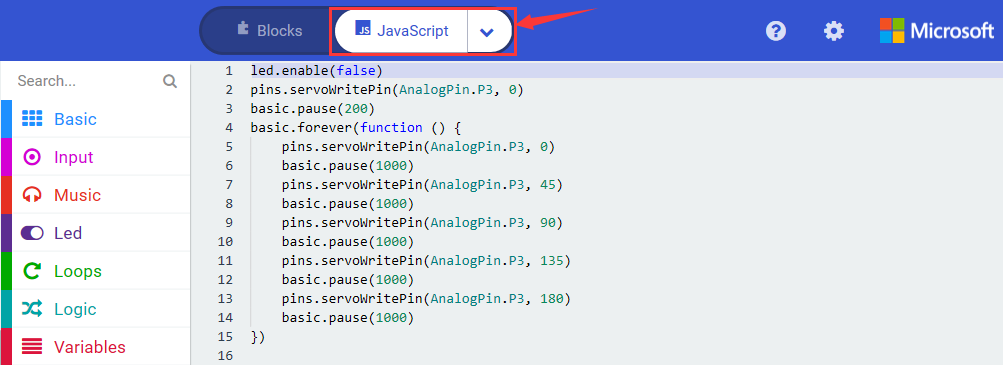 Blocks
JS JavaScript
Microsoft
Search...
Basic
Input
Music
Led
Loops
Logic
Variables
1 led.enable(false)
2 pins.servoWritePin(AnalogPin.P3, 0)
3 basic.pause(200)
4 basic.forever(function () {
5     pins.servoWritePin(AnalogPin.P3, 0)
6     basic.pause(1000)
7     pins.servoWritePin(AnalogPin.P3, 45)
8     basic.pause(1000)
9     pins.servoWritePin(AnalogPin.P3, 90)
10     basic.pause(1000)
11     pins.servoWritePin(AnalogPin.P3, 135)
12     basic.pause(1000)
13     pins.servoWritePin(AnalogPin.P3, 180)
14     basic.pause(1000)
15 })
16